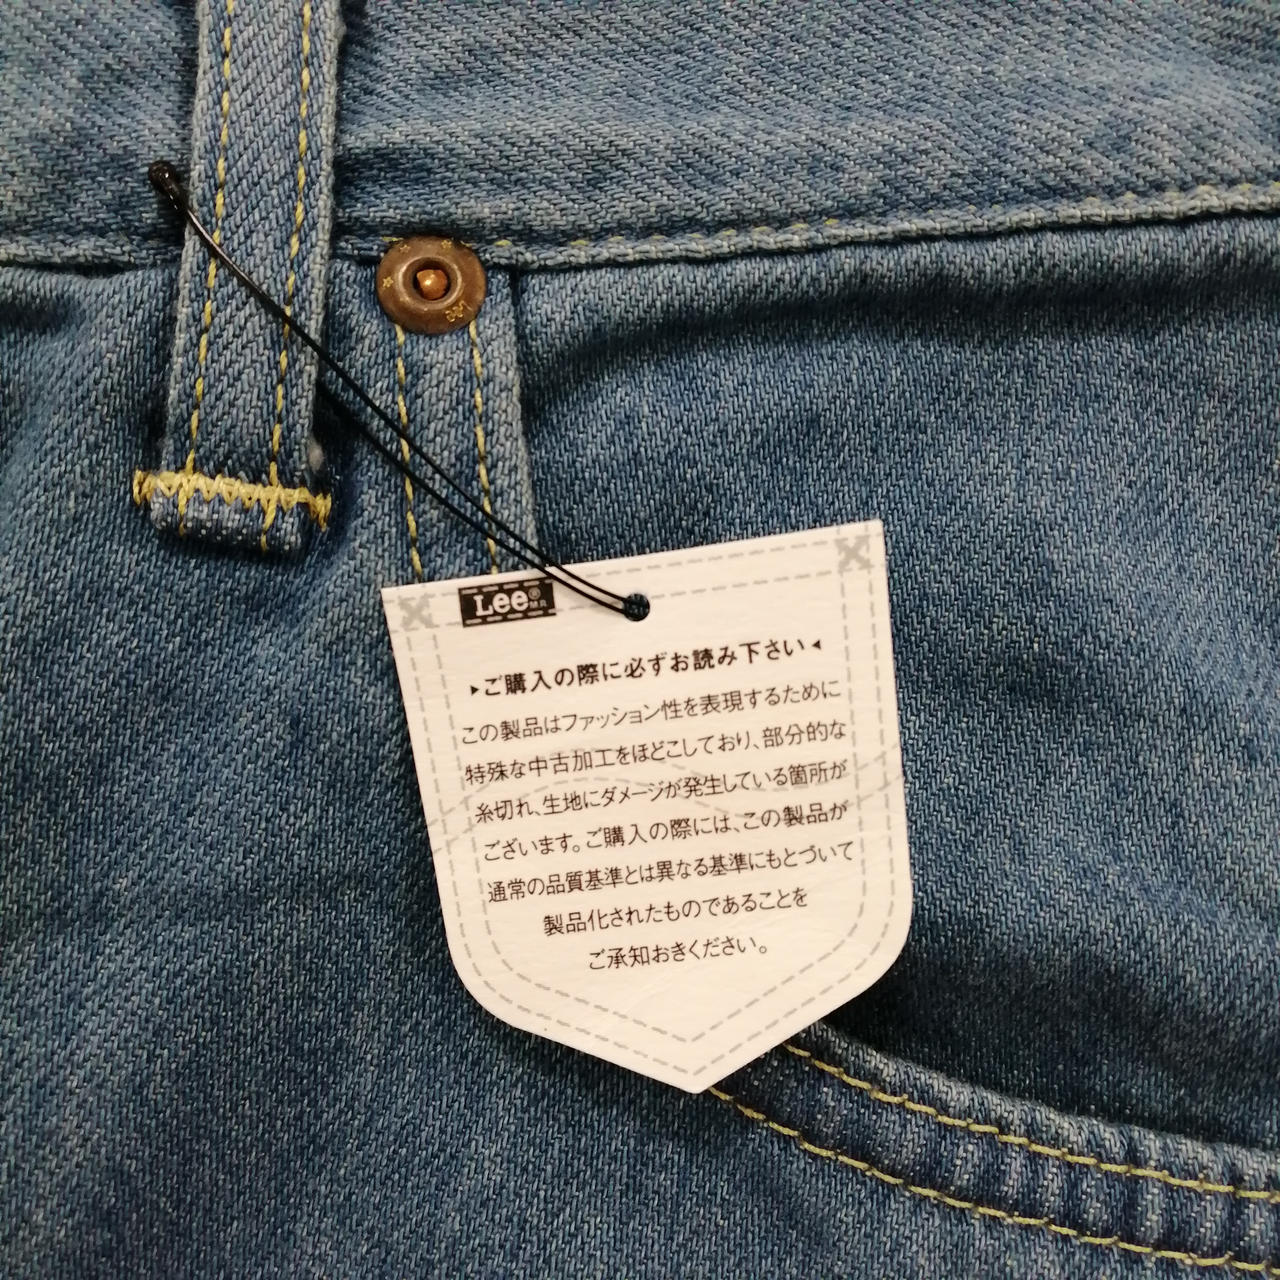 Lee
Lee® M.R.
▸ご購入の際に必ずお読み下さい◂
この製品はファッション性を表現するために
特殊な中古加工をほどこしており、部分的な
糸切れ、生地にダメージが発生している箇所が
ございます。ご購入の際には、この製品が
通常の品質基準とは異なる基準にもとづいて
製品化されたものであることを
ご承知おきください。